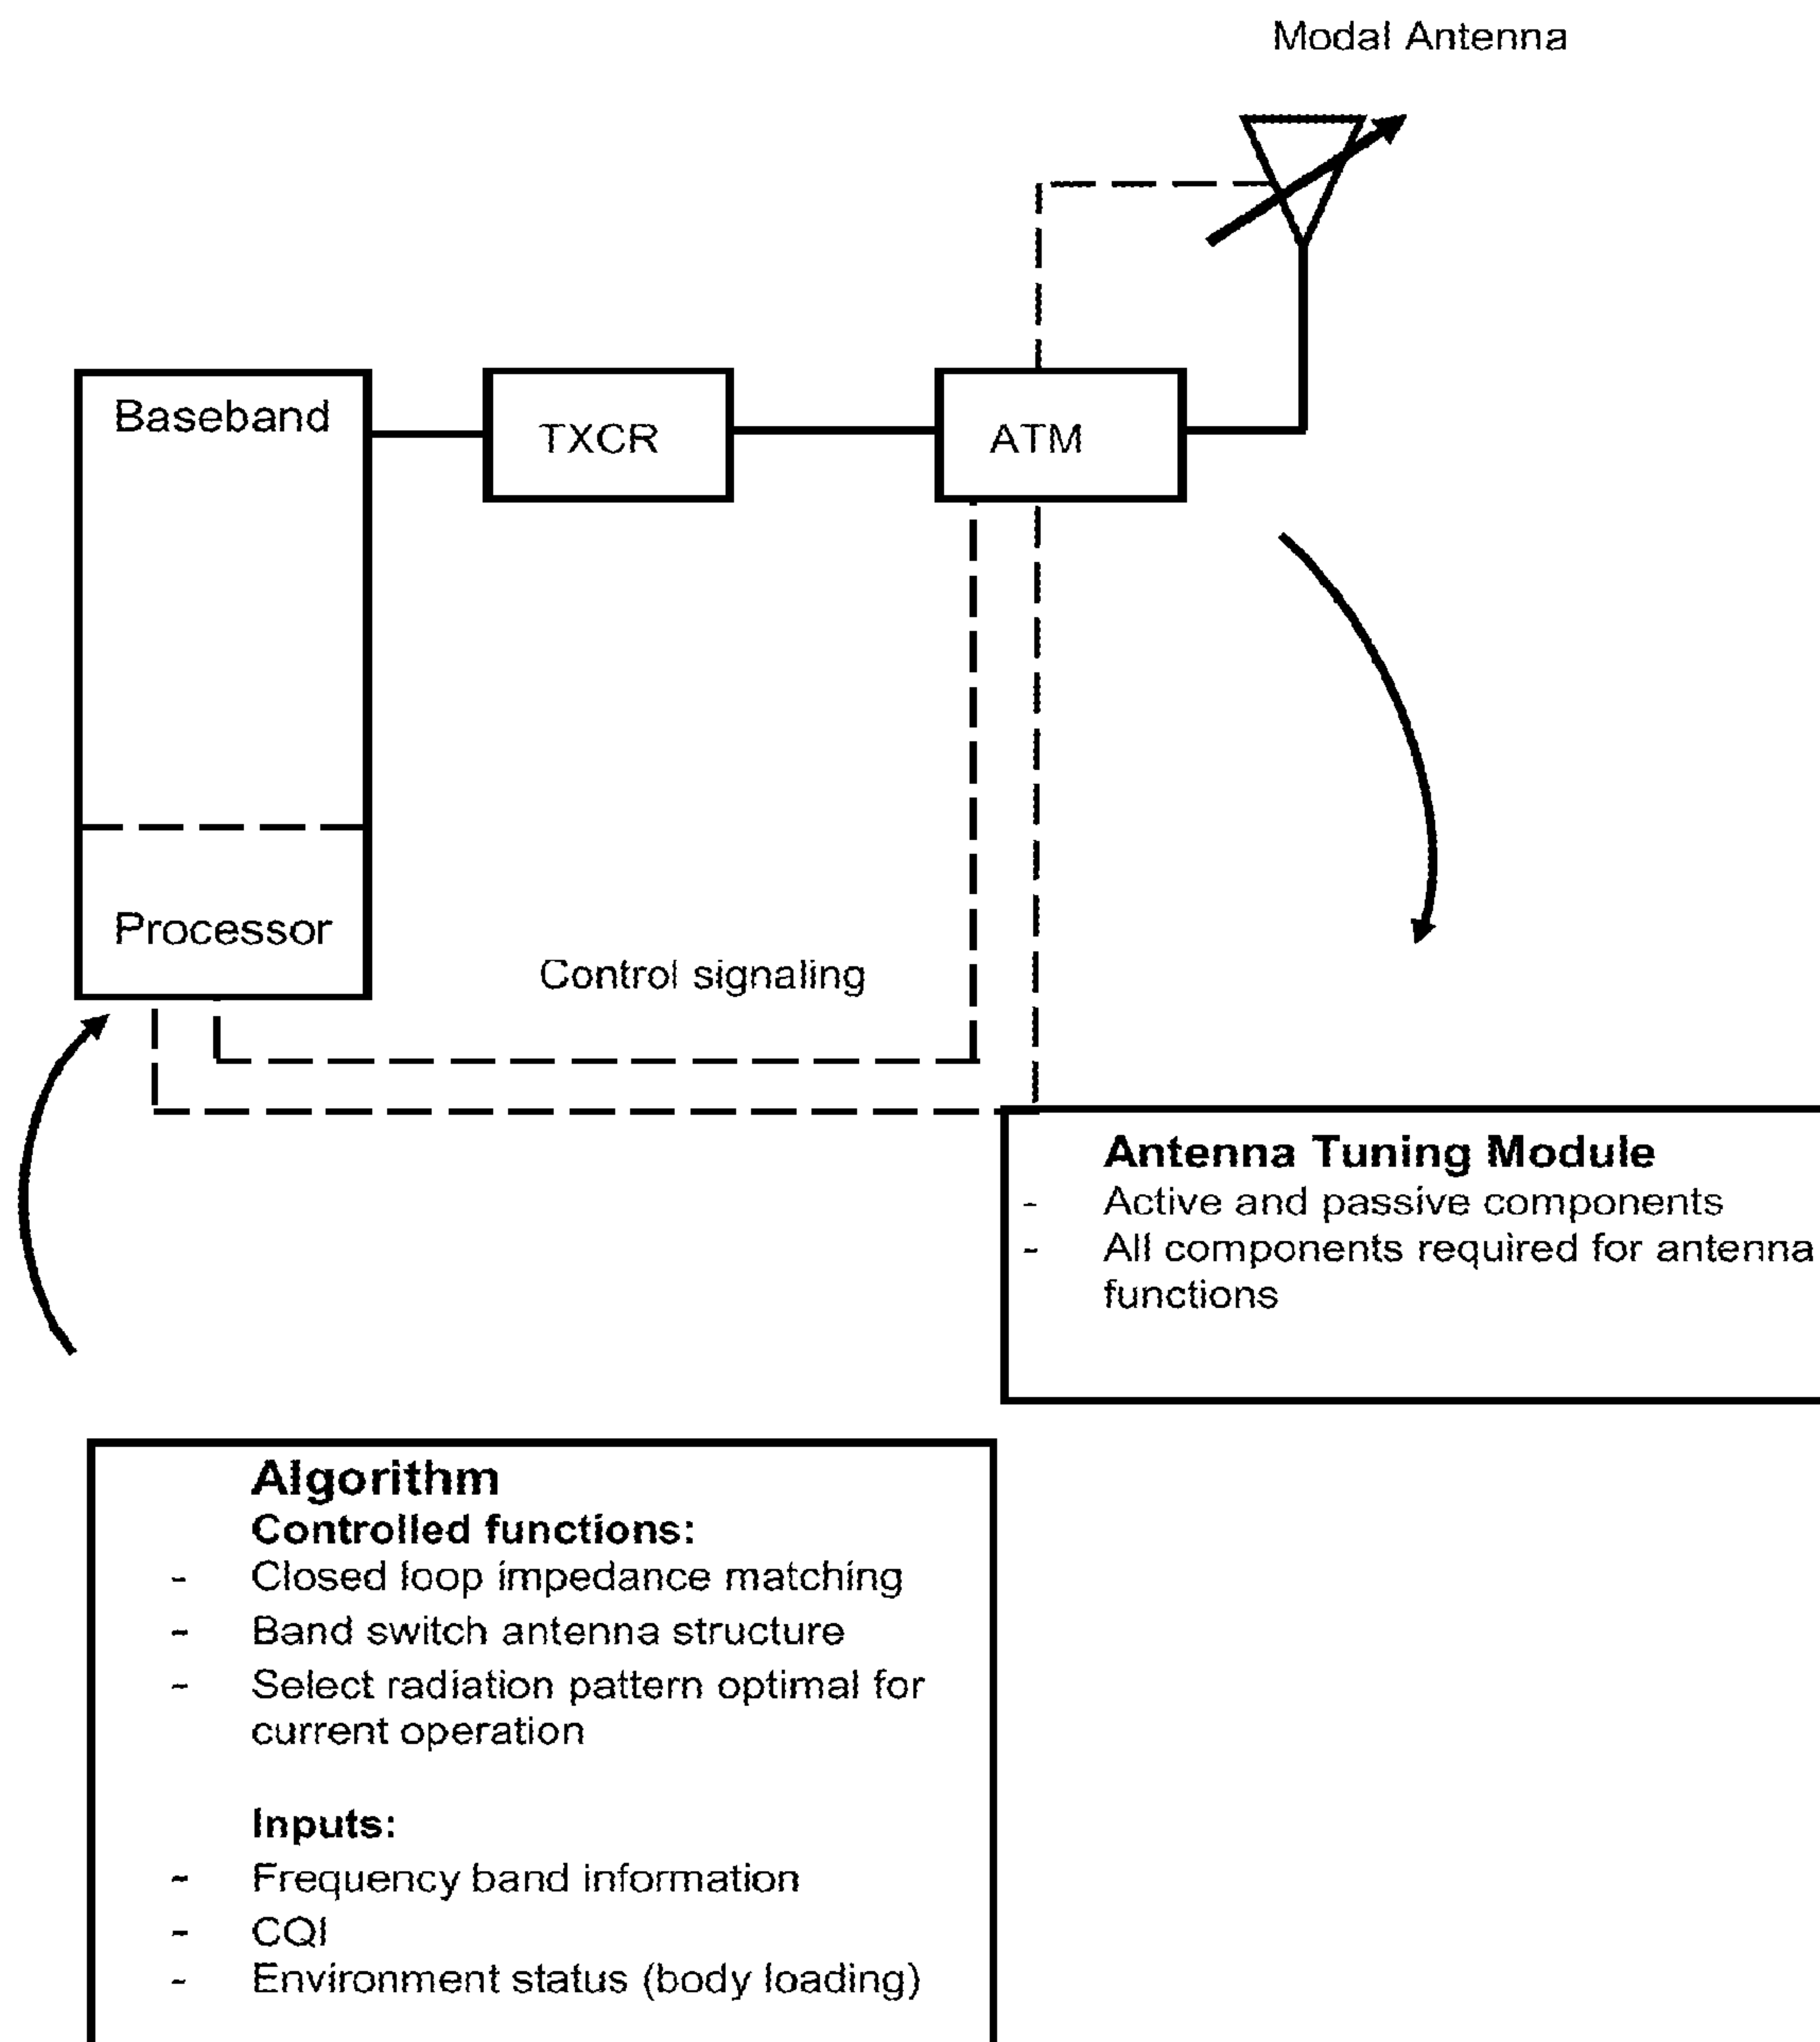 Modal Antenna
Baseband
TXCR
ATM
Processor
Control signaling
Antenna Tuning Module
- Active and passive components
- All components required for antenna
functions
Algorithm
Controlled functions:
- Closed loop impedance matching
- Band switch antenna structure
- Select radiation pattern optimal for
current operation
Inputs:
- Frequency band information
- CQI
- Environment status (body loading)